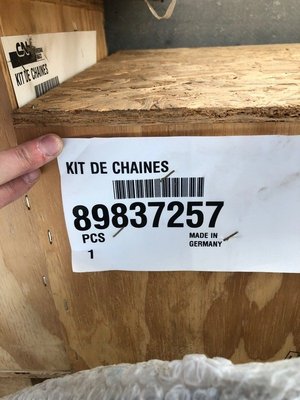 KIT DE CHAINES
KIT DE CHAINES
89837257
PCS
1
MADE IN
GERMANY